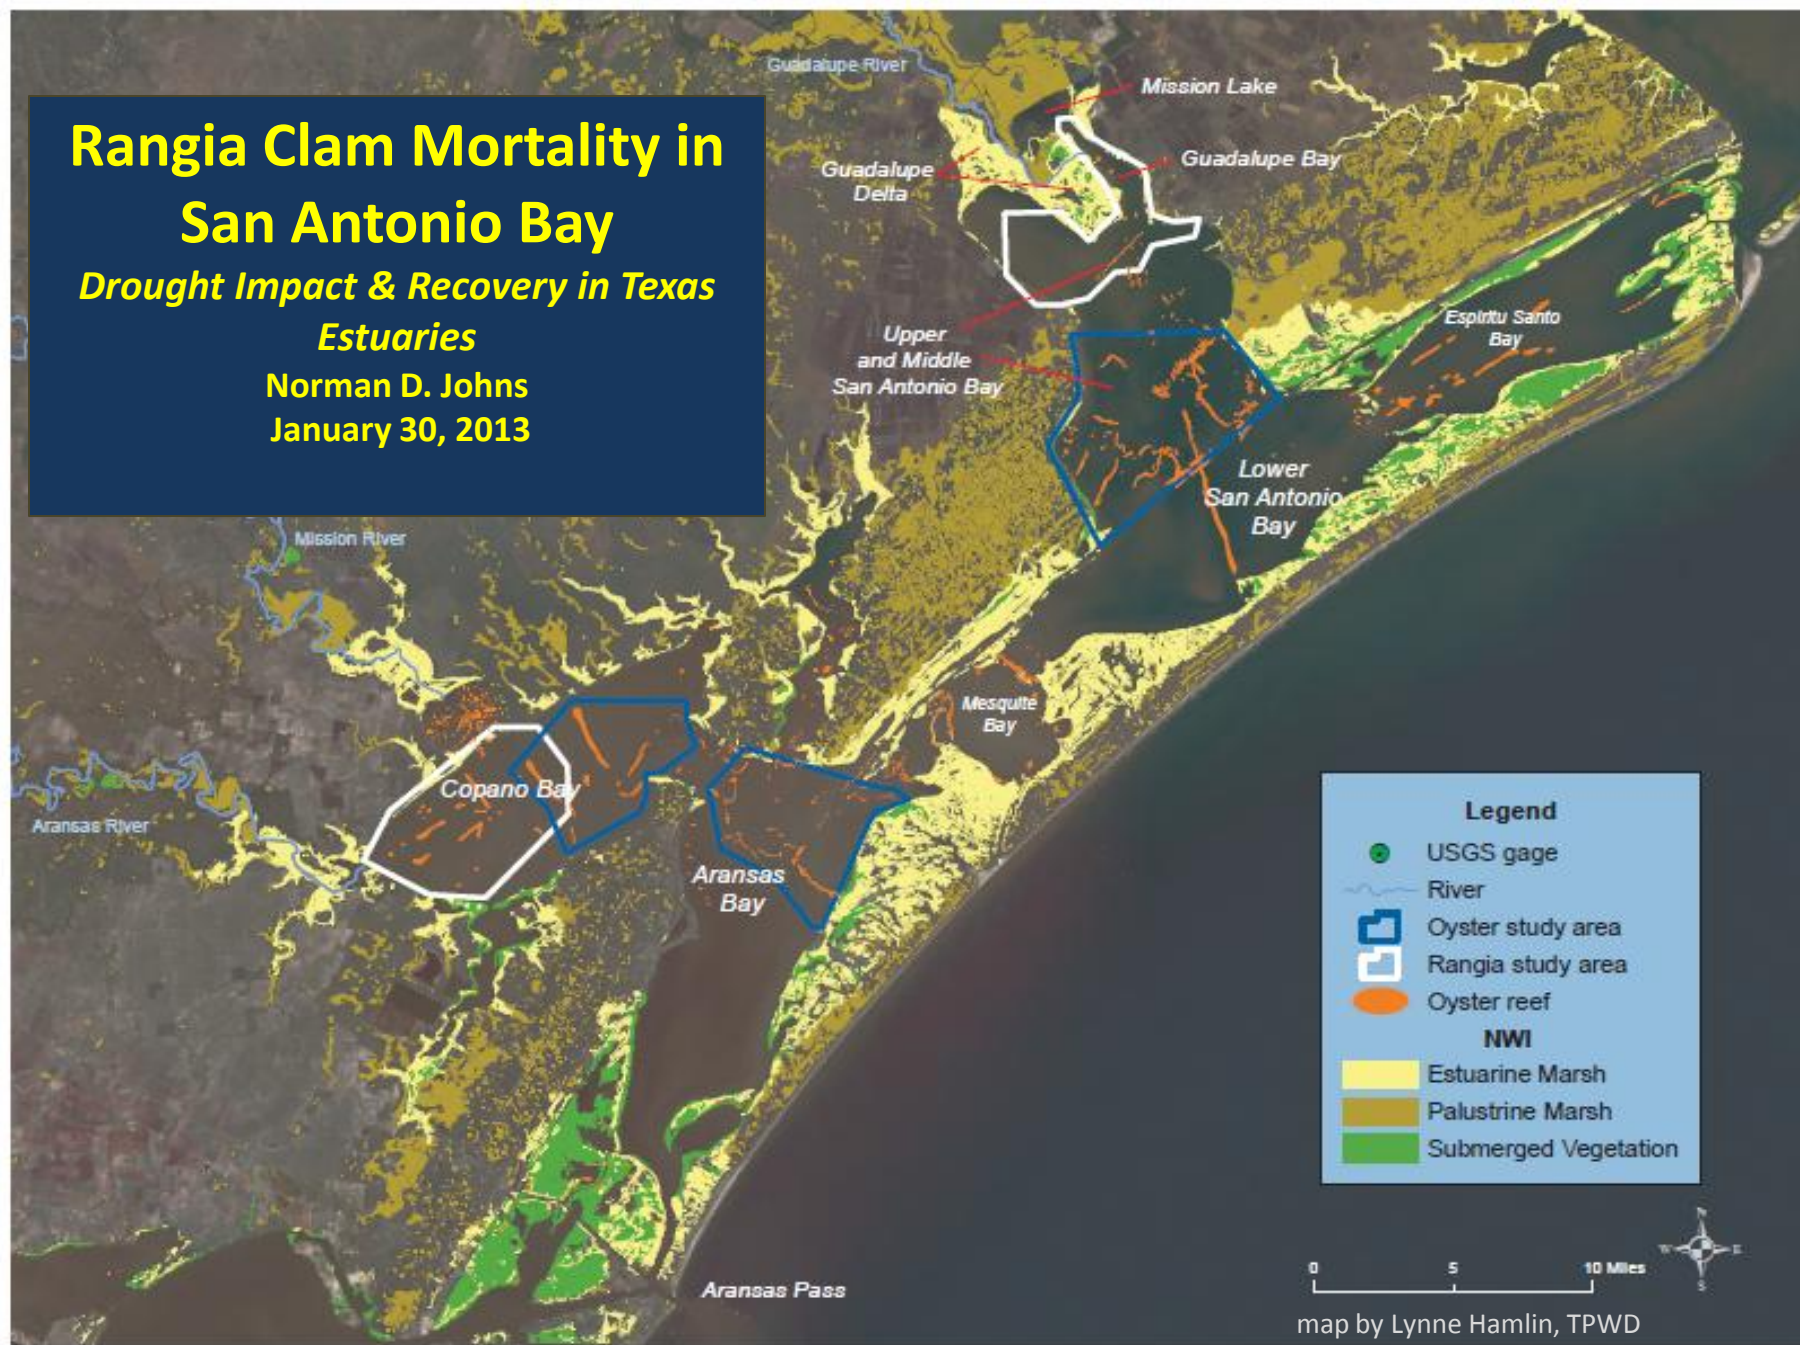 Rangia Clam Mortality in
San Antonio Bay
Drought Impact & Recovery in Texas
Estuaries
Norman D. Johns
January 30, 2013
Guadalupe River
Mission Lake
Guadalupe Bay
Guadalupe
Delta
Upper
and Middle
San Antonio Bay
Espiritu Santo
Bay
Lower
San Antonio
Bay
Mission River
Mesquite
Bay
Copano Bay
Aransas River
Aransas
Bay
Aransas Pass
Legend
USGS gage
River
Oyster study area
Rangia study area
Oyster reef
NWI
Estuarine Marsh
Palustrine Marsh
Submerged Vegetation
N
W E
S
0 5 10 Miles
map by Lynne Hamlin, TPWD